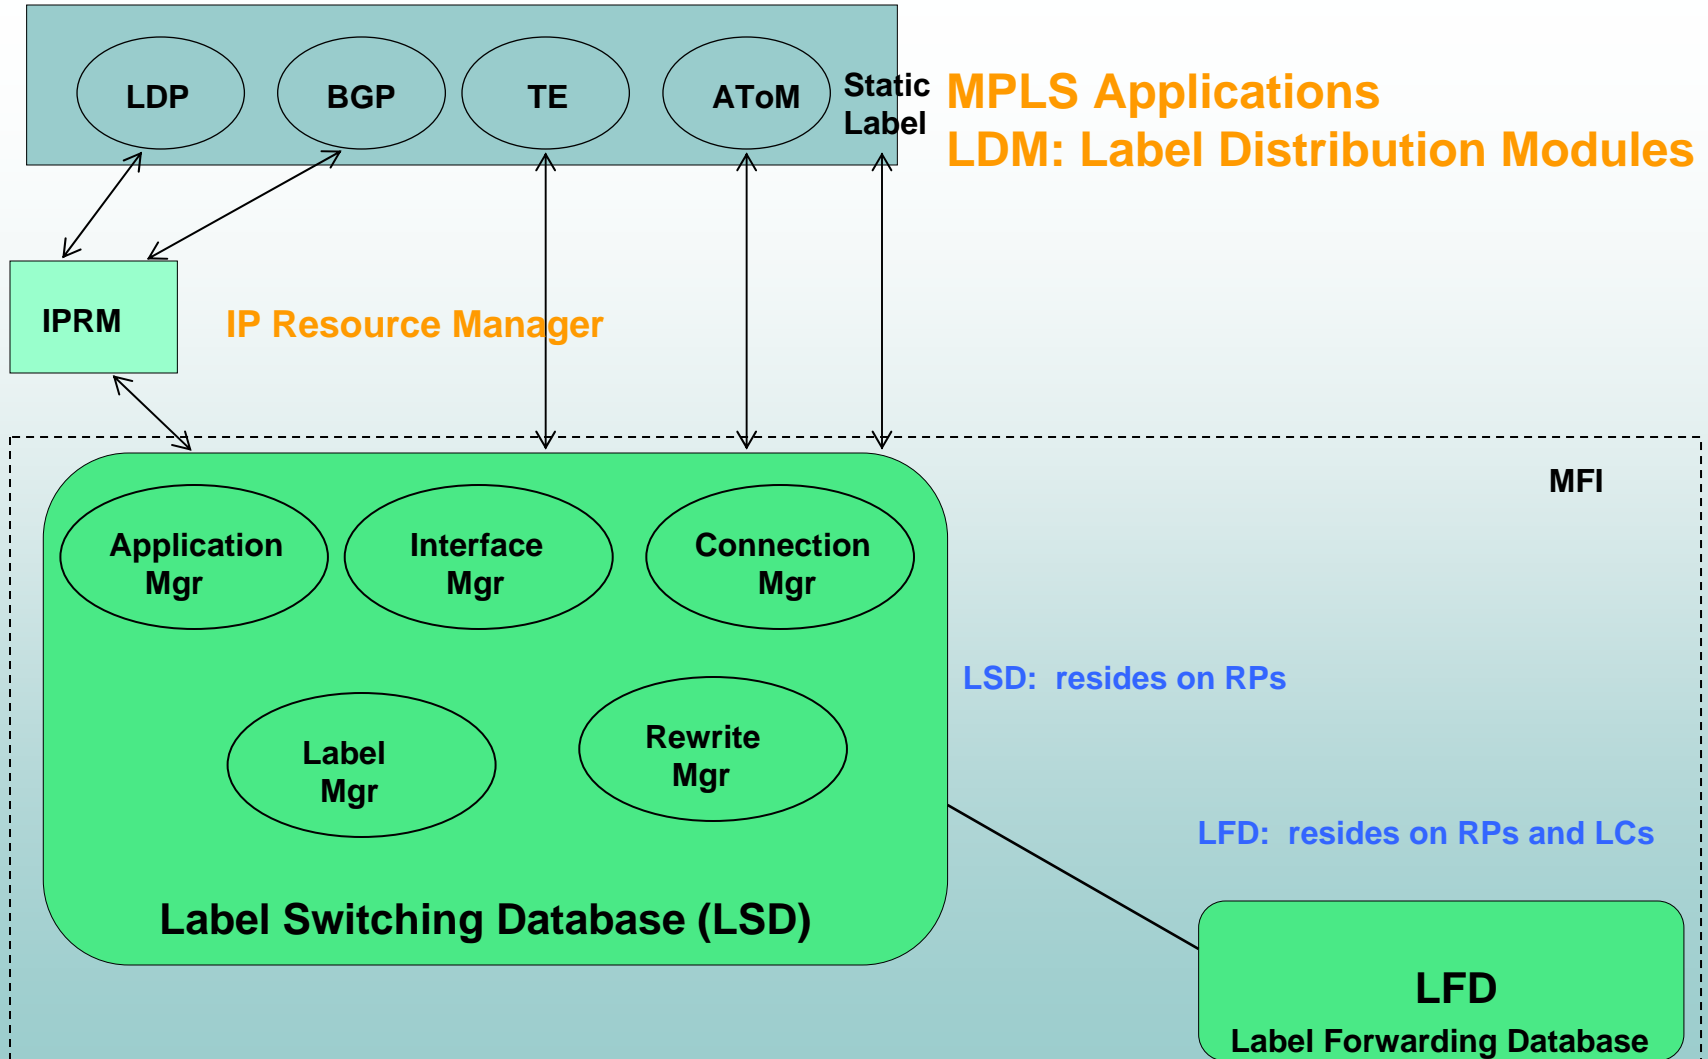 LDP
BGP
TE
AToM
Static
Label
MPLS Applications
LDM: Label Distribution Modules
IPRM
IP Resource Manager
MFI
Application
Mgr
Interface
Mgr
Connection
Mgr
LSD: resides on RPs
Label
Mgr
Rewrite
Mgr
LFD: resides on RPs and LCs
Label Switching Database (LSD)
LFD
Label Forwarding Database